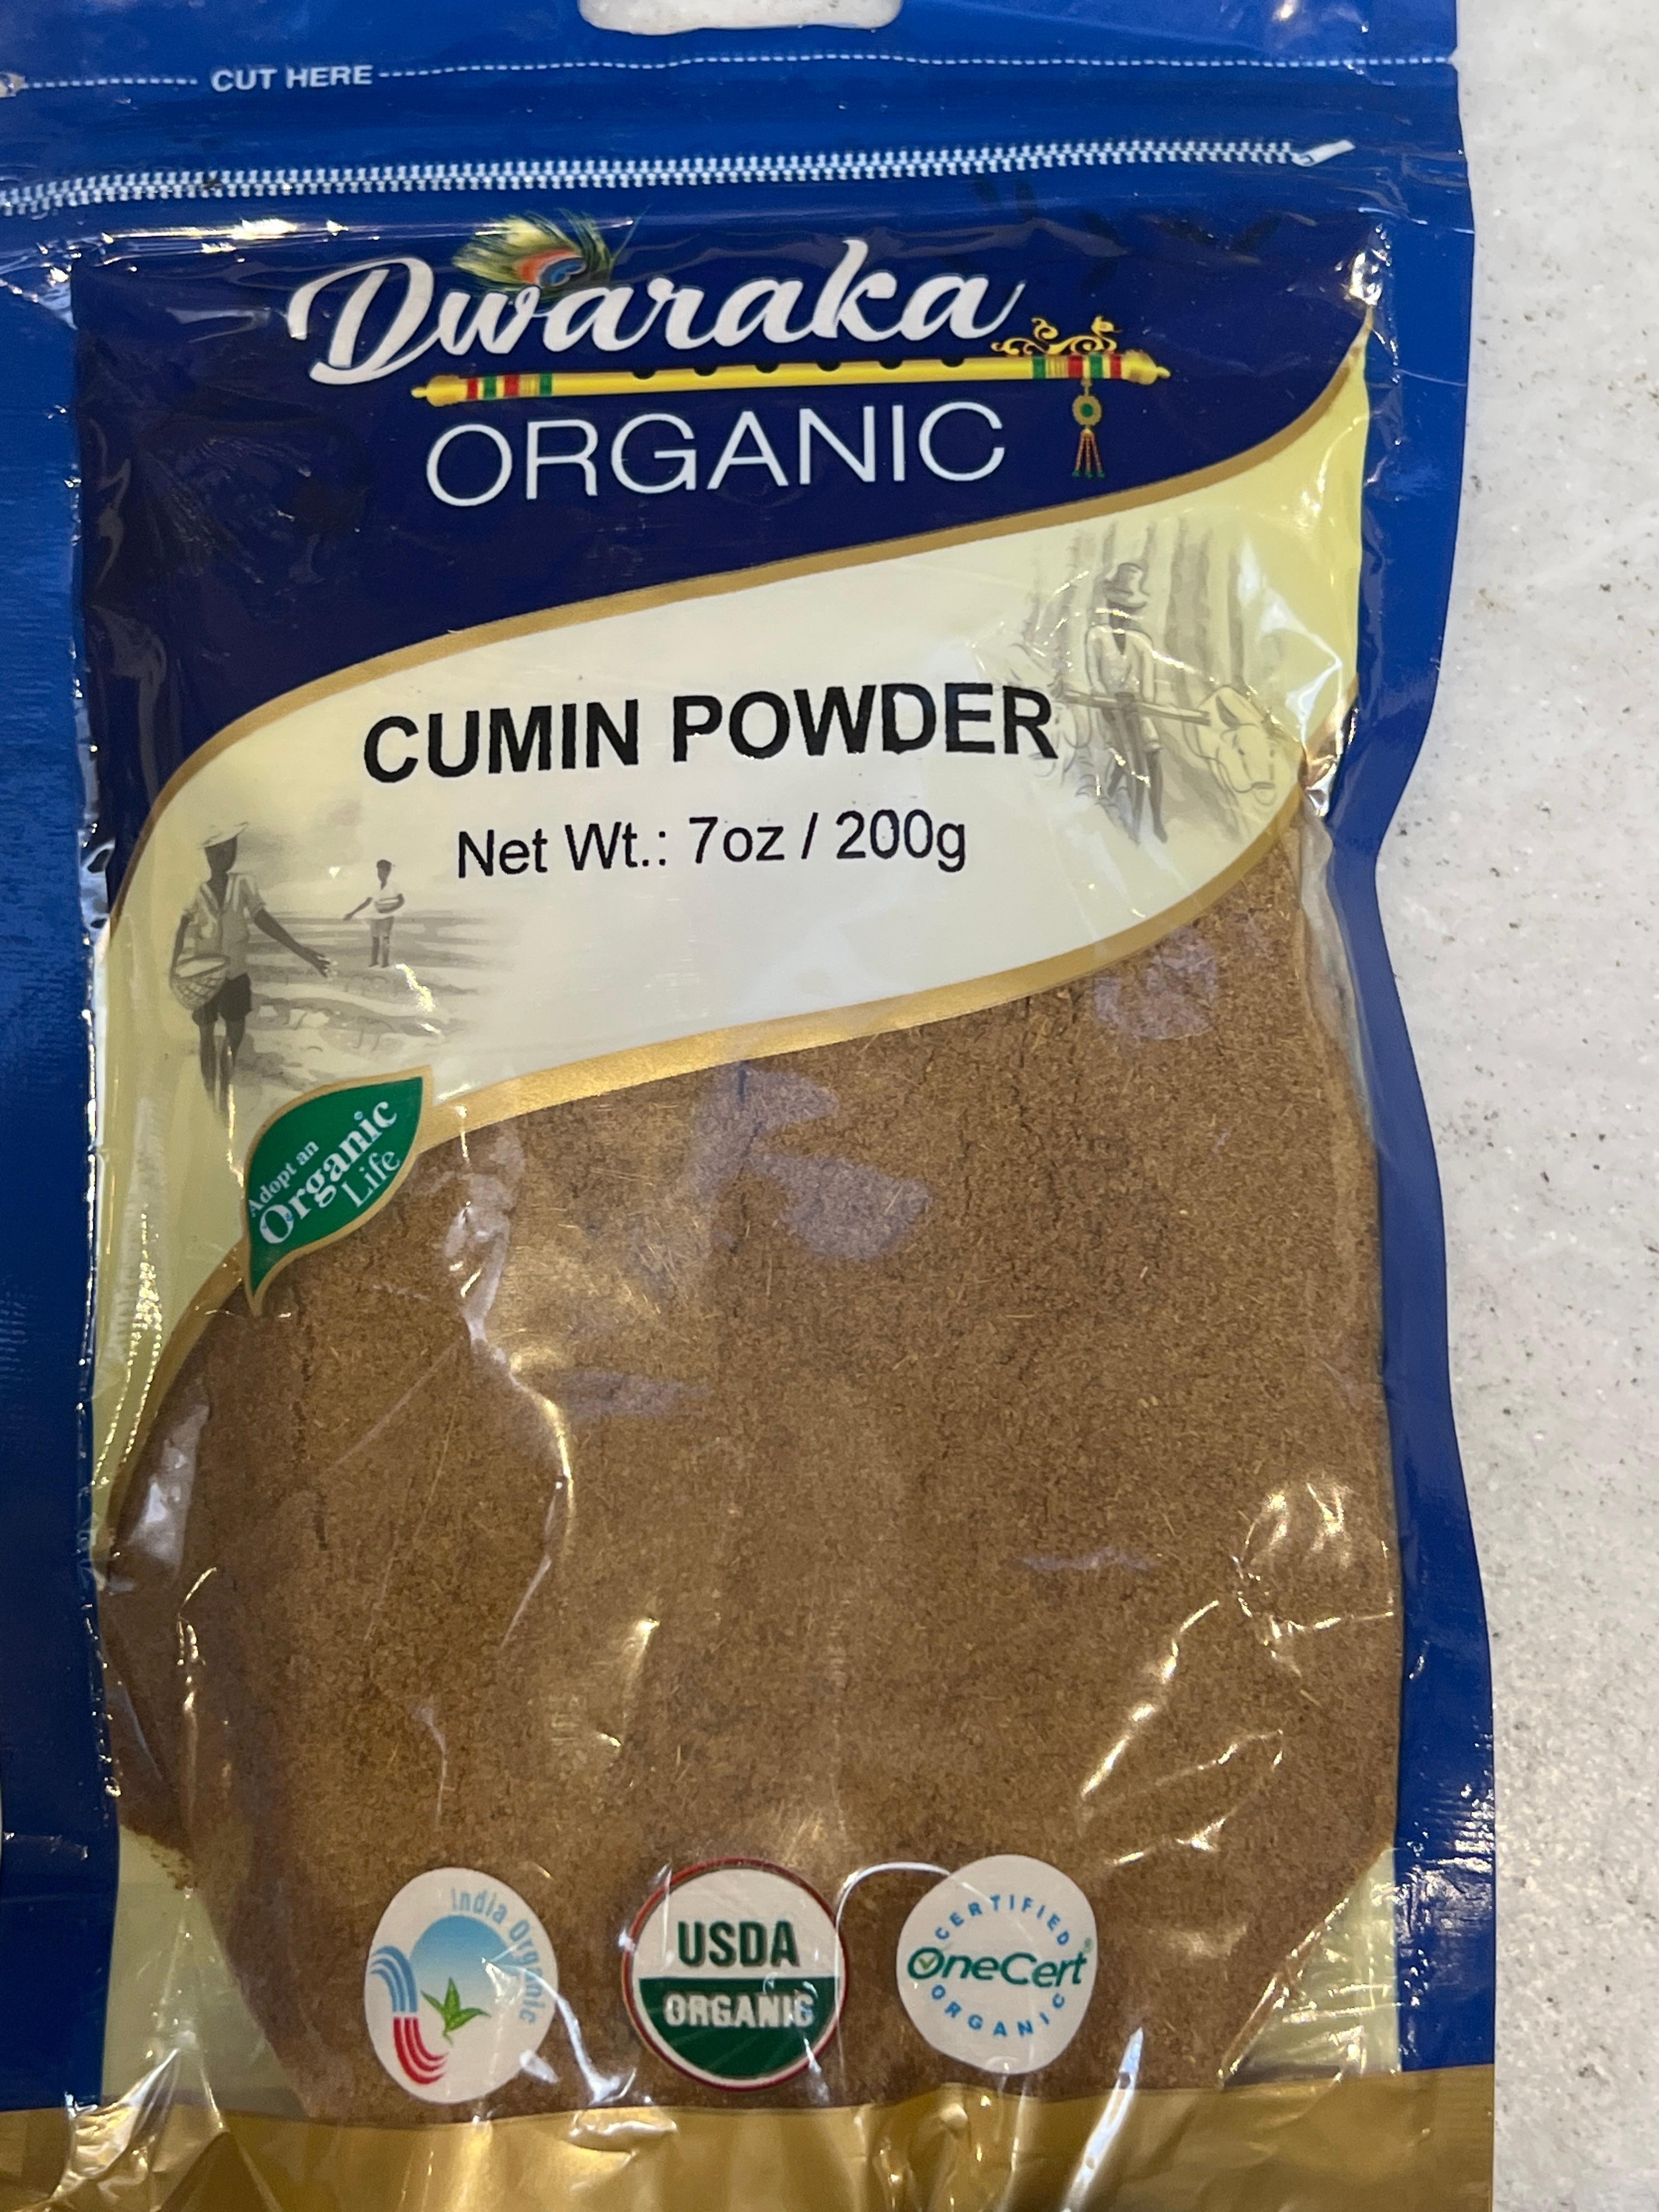 CUT HERE
Dwaraka
ORGANIC
CUMIN POWDER
Net Wt.: 7oz / 200g
Adopt an
Organic
Life
India Organic
USDA
ORGANIC
CERTIFIED
OneCert®
ORGANIC